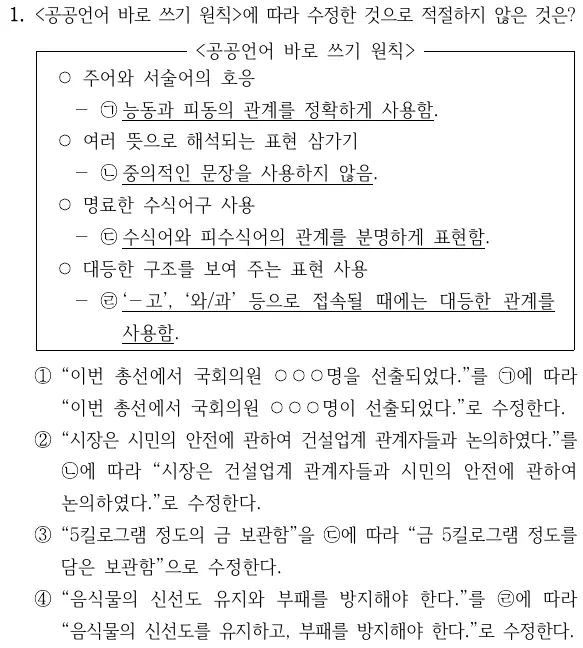 1. <공공언어 바로 쓰기 원칙>에 따라 수정한 것으로 적절하지 않은 것은?
<공공언어 바로 쓰기 원칙>
○ 주어와 서술어의 호응
- ㉠ 능동과 피동의 관계를 정확하게 사용함.
○ 여러 뜻으로 해석되는 표현 삼가기
- ㉡ 중의적인 문장을 사용하지 않음.
○ 명료한 수식어구 사용
- ㉢ 수식어와 피수식어의 관계를 분명하게 표현함.
○ 대등한 구조를 보여 주는 표현 사용
- ㉣ ‘-고’, ‘와/과’ 등으로 접속될 때에는 대등한 관계를
사용함.
① “이번 총선에서 국회의원 ○○○명을 선출되었다.”를 ㉠에 따라
“이번 총선에서 국회의원 ○○○명이 선출되었다.”로 수정한다.
② “시장은 시민의 안전에 관하여 건설업계 관계자들과 논의하였다.”를
㉡에 따라 “시장은 건설업계 관계자들과 시민의 안전에 관하여
논의하였다.”로 수정한다.
③ “5킬로그램 정도의 금 보관함”을 ㉢에 따라 “금 5킬로그램 정도를
담은 보관함”으로 수정한다.
④ “음식물의 신선도 유지와 부패를 방지해야 한다.”를 ㉣에 따라
“음식물의 신선도를 유지하고, 부패를 방지해야 한다.”로 수정한다.